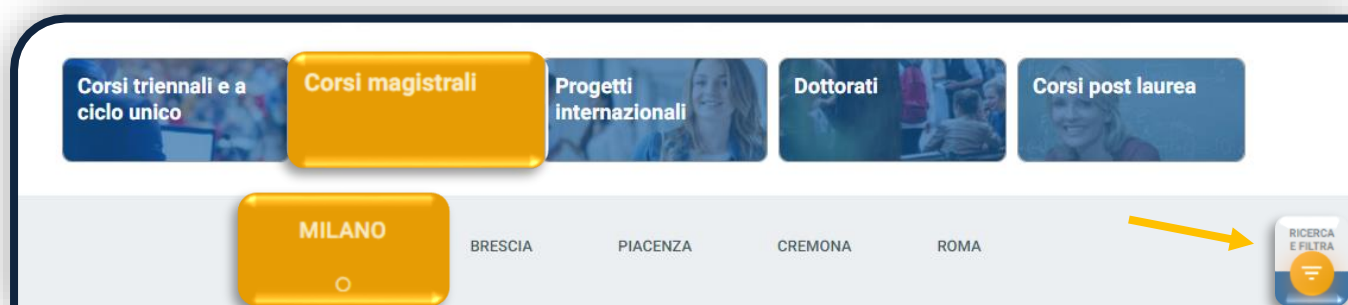 Corsi triennali e a
ciclo unico
Corsi magistrali
Progetti
internazionali
Dottorati
Corsi post laurea
MILANO
BRESCIA
PIACENZA
CREMONA
ROMA
RICERCA
E FILTRA